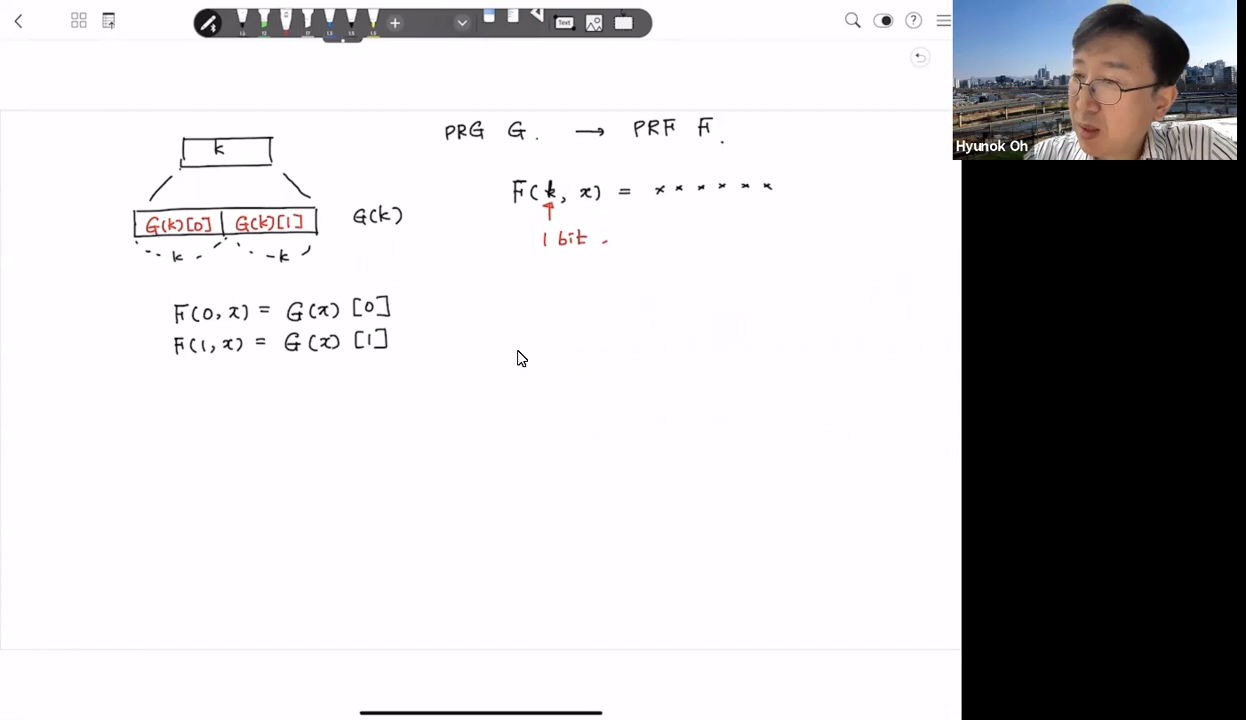 Text
Hyunok Oh
PRG G. → PRF F.
k
F(k, x) = × × × × × ×
1 bit.
G(k)[0] G(k)[1] G(k)
k k
F(0, x) = G(x) [0]
F(1, x) = G(x) [1]